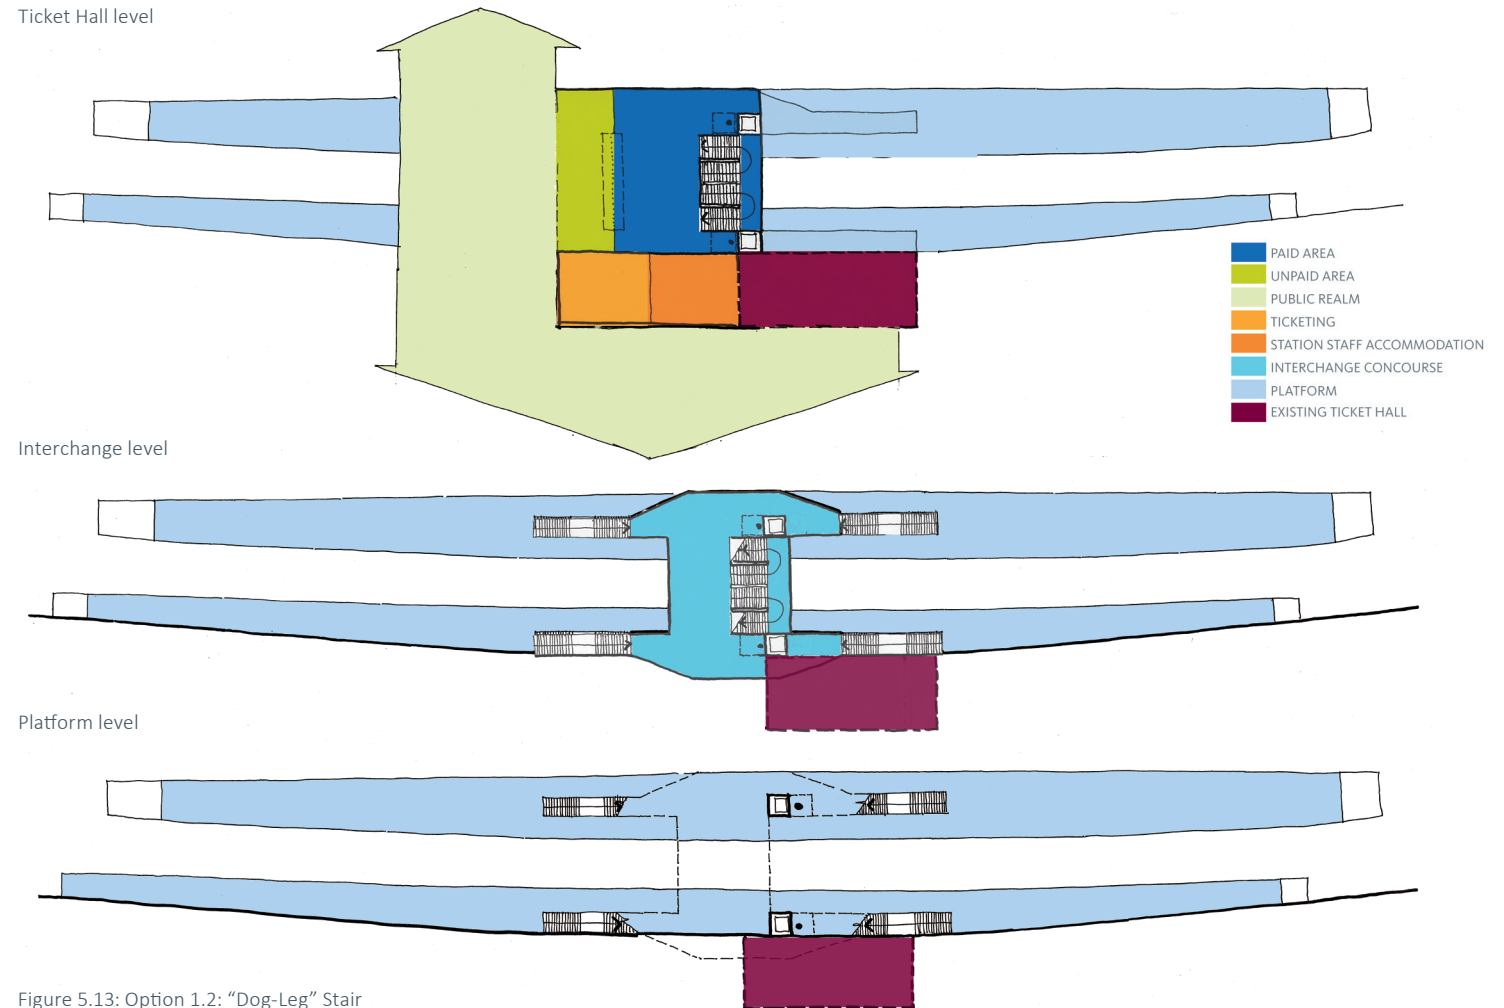 Ticket Hall level
PAID AREA
UNPAID AREA
PUBLIC REALM
TICKETING
STATION STAFF ACCOMMODATION
INTERCHANGE CONCOURSE
PLATFORM
EXISTING TICKET HALL
Interchange level
Platform level
Figure 5.13: Option 1.2: “Dog-Leg” Stair